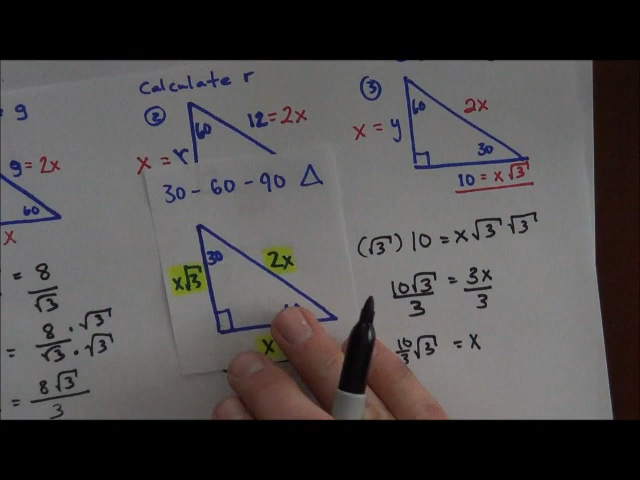 g
g = 2x
60
x
= 8/√3
= 8/√3 · √3/√3
= 8√3/3
Calculate r
②
60
12 = 2x
x = r
30 - 60 - 90 △
30
x√3
2x
x
③
60
2x
x = y
30
10 = x√3
(√3) 10 = x√3 √3
10√3/3 = 3x/3
10/3 √3 = x